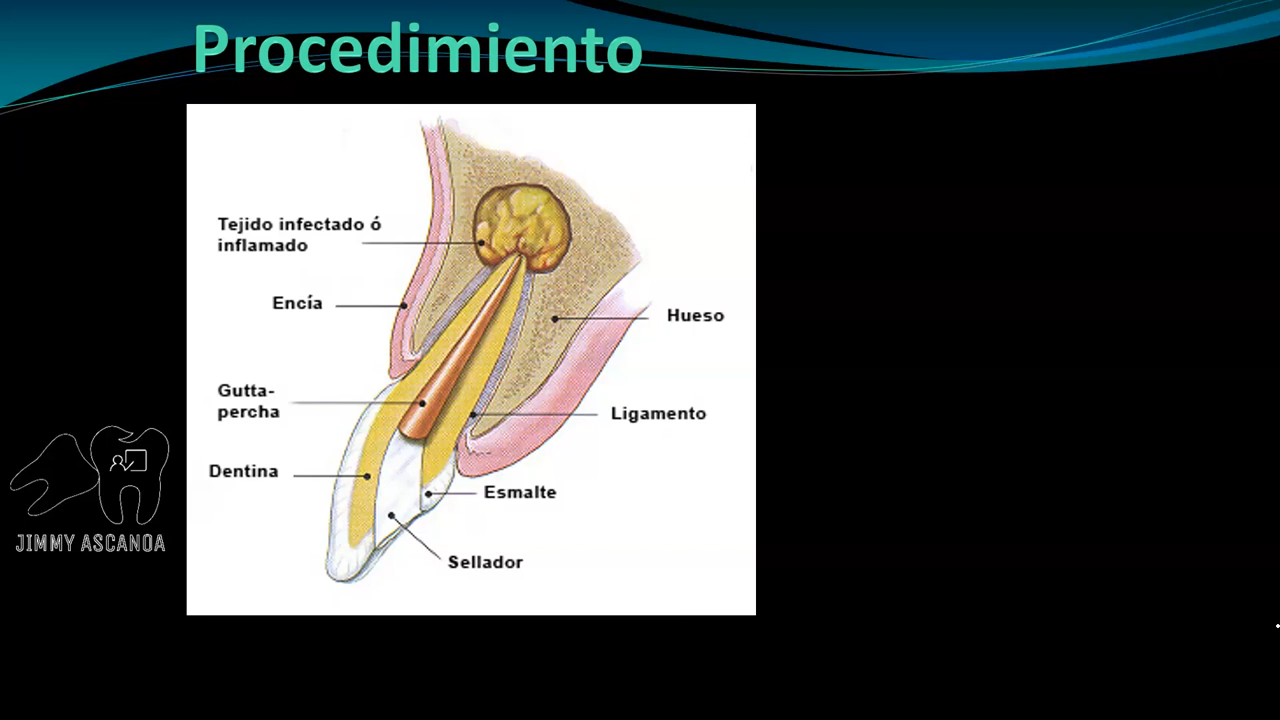 Procedimiento
Tejido infectado ó
inflamado
Encía
Hueso
Gutta-
percha
Ligamento
Dentina
Esmalte
Sellador
JIMMY ASCANOA